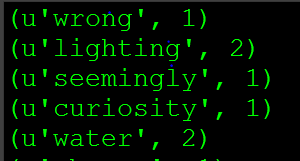 (u'wrong', 1)
(u'lighting', 2)
(u'seemingly', 1)
(u'curiosity', 1)
(u'water', 2)